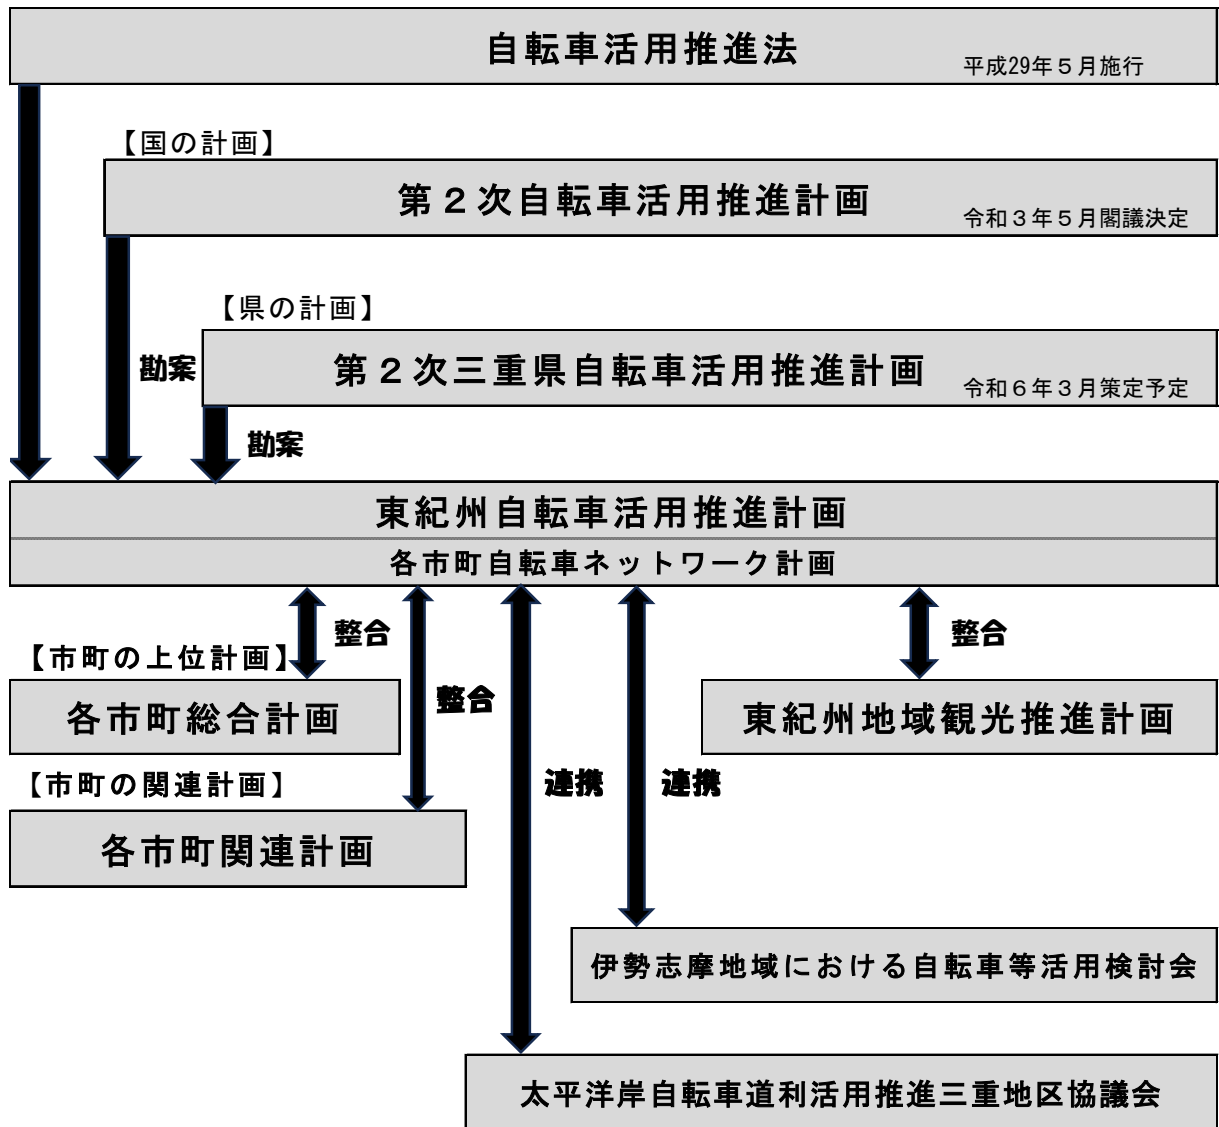 自転車活用推進法
平成29年５月施行
【国の計画】
第２次自転車活用推進計画
令和３年５月閣議決定
【県の計画】
第２次三重県自転車活用推進計画
令和６年３月策定予定
勘案
勘案
東紀州自転車活用推進計画
各市町自転車ネットワーク計画
整合
整合
【市町の上位計画】
整合
各市町総合計画
東紀州地域観光推進計画
【市町の関連計画】
連携
連携
各市町関連計画
伊勢志摩地域における自転車等活用検討会
太平洋岸自転車道利活用推進三重地区協議会